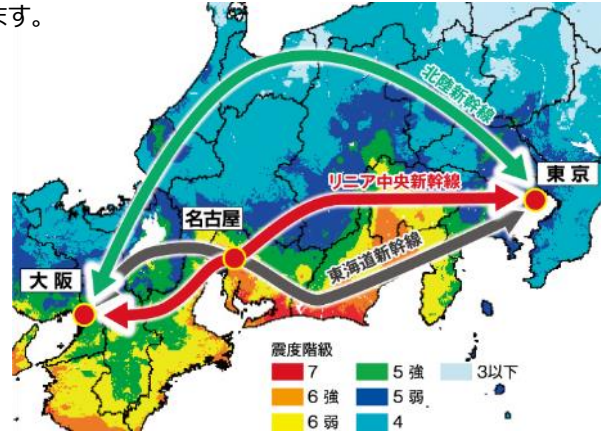 ます。
北陸新幹線
東京
リニア中央新幹線
名古屋
東海道新幹線
大阪
震度階級
7
5強
3以下
6強
5弱
6弱
4